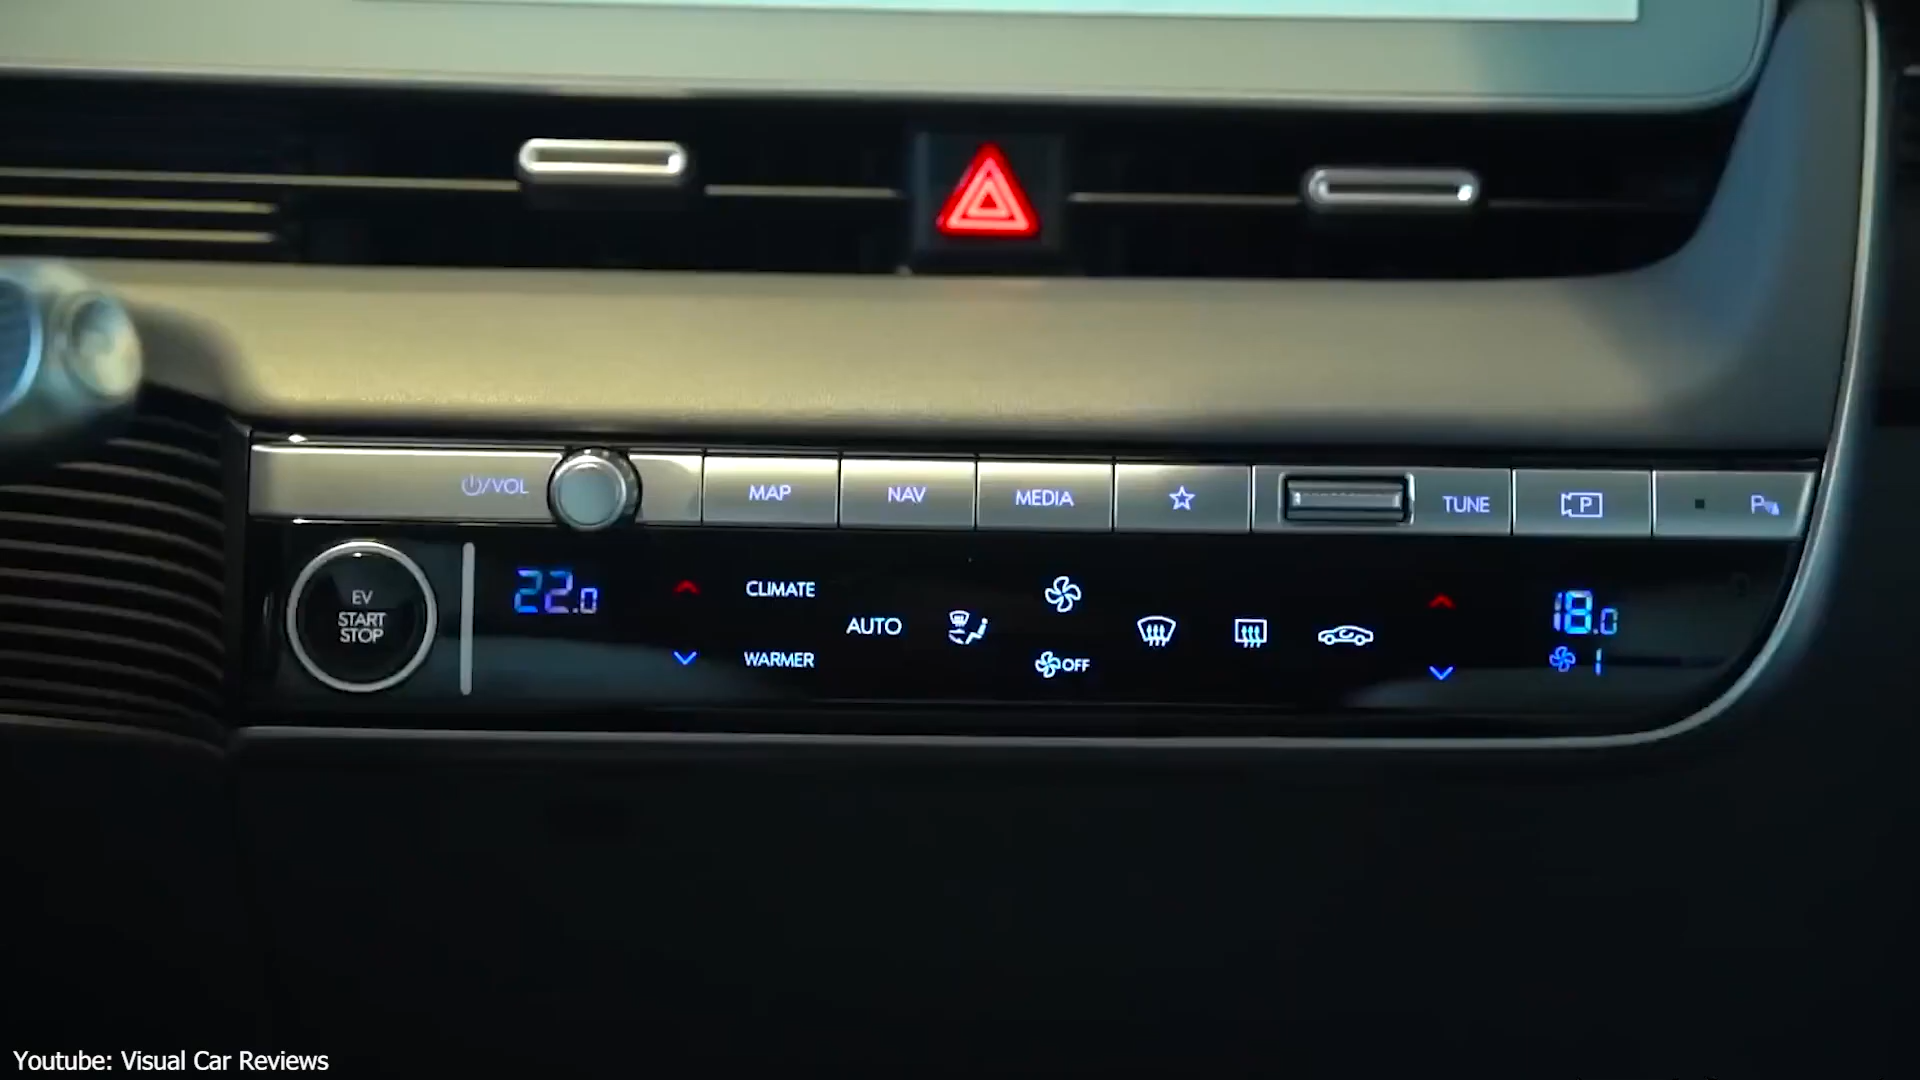 /VOL
MAP
NAV
MEDIA
TUNE
P
P
EV
START
STOP
22.0
CLIMATE
WARMER
AUTO
OFF
18.0
1
Youtube: Visual Car Reviews